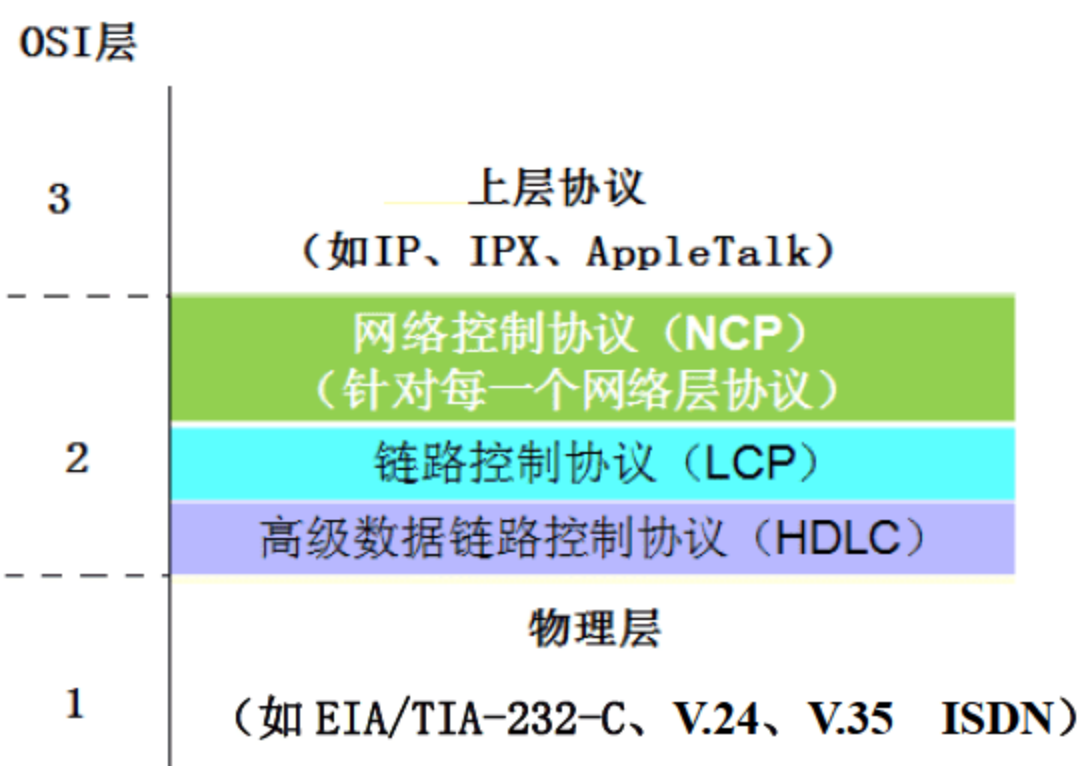 OSI层
3
上层协议
（如IP、IPX、AppleTalk）
网络控制协议（NCP）
（针对每一个网络层协议）
2
链路控制协议（LCP）
高级数据链路控制协议（HDLC）
物理层
1
（如 EIA/TIA-232-C、V.24、V.35 ISDN）